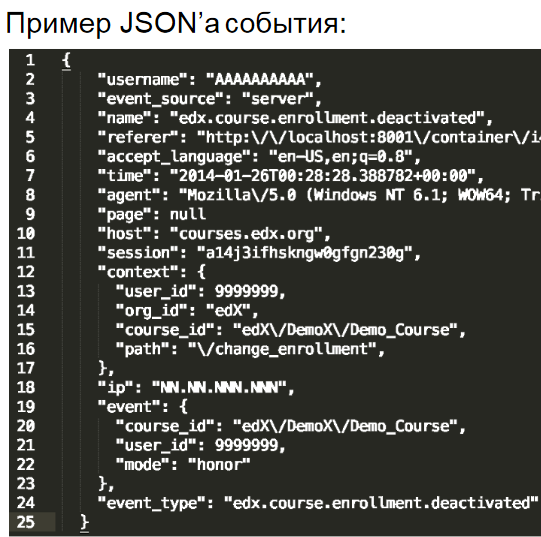 Пример JSON’а события:
1 {
2 "username": "AAAAAAAAAA",
3 "event_source": "server",
4 "name": "edx.course.enrollment.deactivated",
5 "referer": "http:\/\/localhost:8001\/container\/i4
6 "accept_language": "en-US,en;q=0.8",
7 "time": "2014-01-26T00:28:28.388782+00:00",
8 "agent": "Mozilla\/5.0 (Windows NT 6.1; WOW64; Tr
9 "page": null
10 "host": "courses.edx.org",
11 "session": "a14j3ifhskngw0gfgn230g",
12 "context": {
13 "user_id": 9999999,
14 "org_id": "edX",
15 "course_id": "edX\/DemoX\/Demo_Course",
16 "path": "\/change_enrollment",
17 },
18 "ip": "NN.NN.NNN.NNN",
19 "event": {
20 "course_id": "edX\/DemoX\/Demo_Course",
21 "user_id": 9999999,
22 "mode": "honor"
23 },
24 "event_type": "edx.course.enrollment.deactivated"
25 }